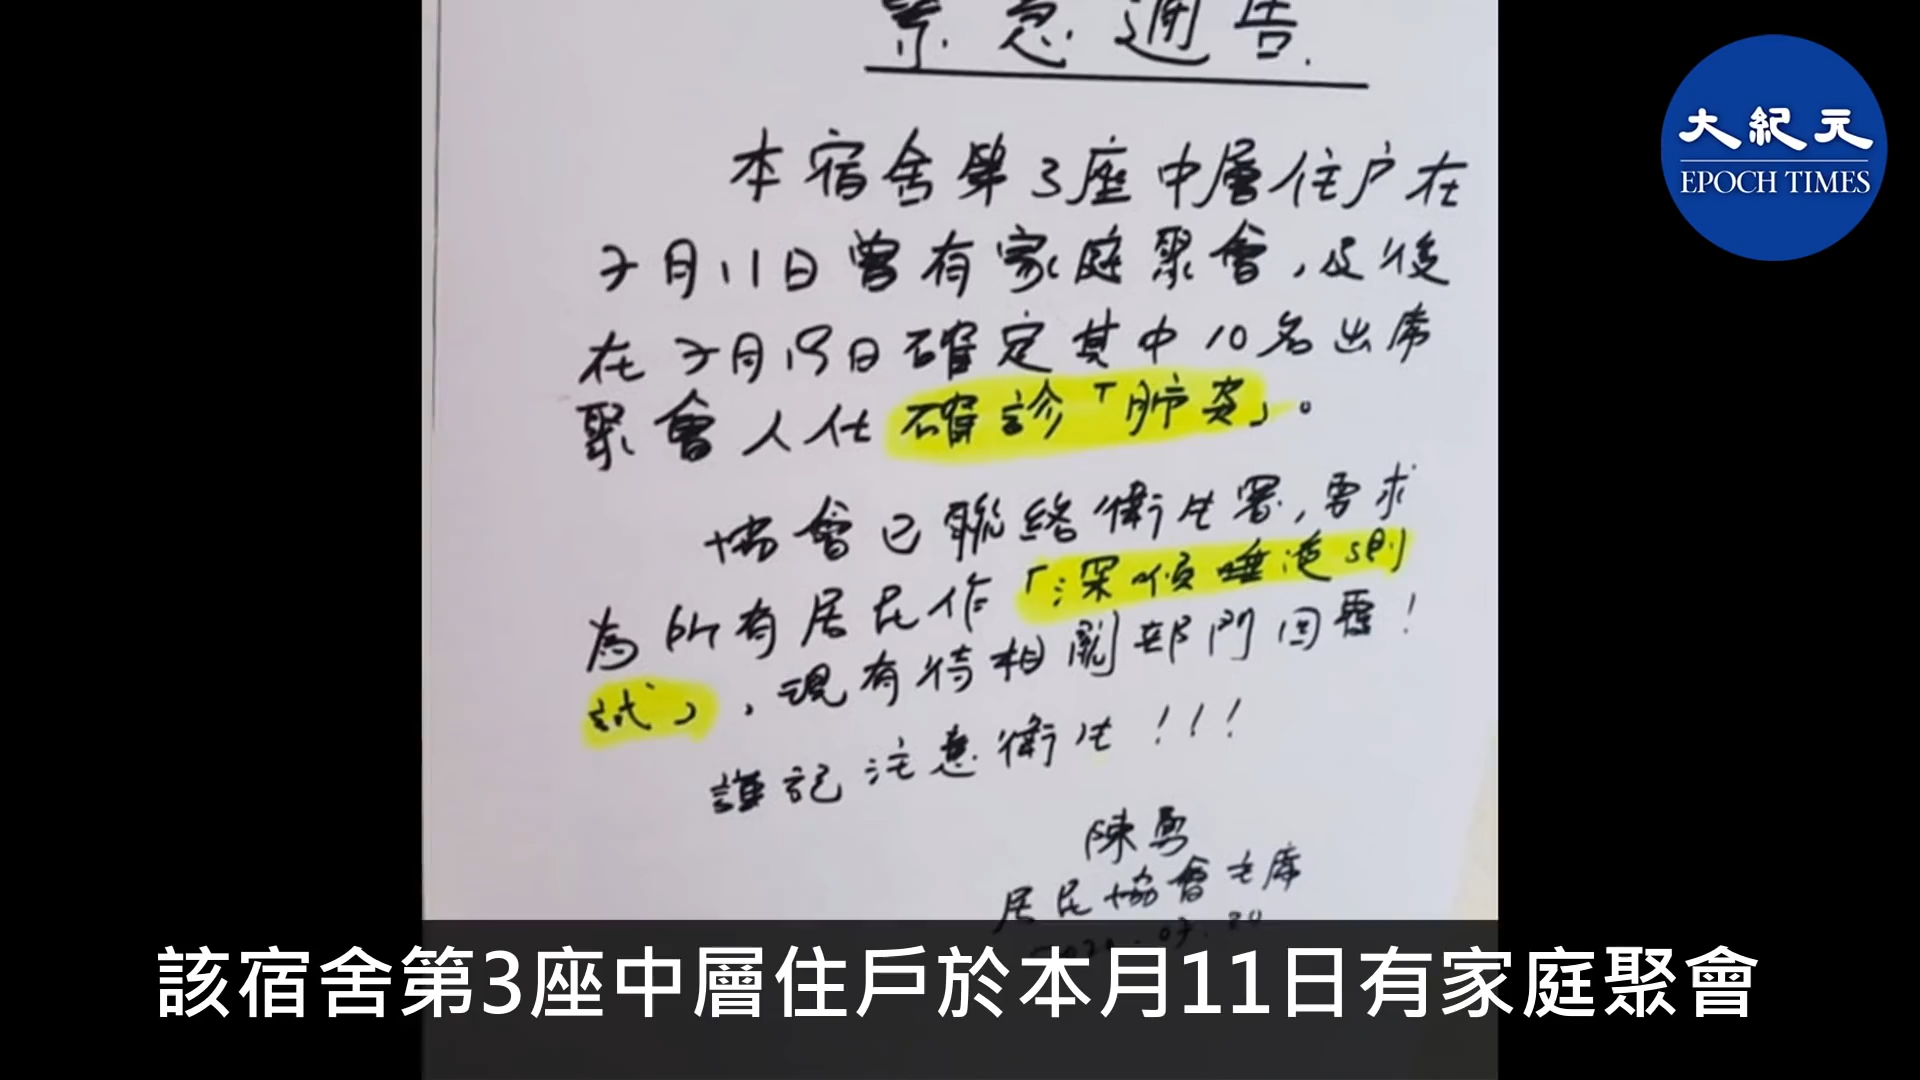 緊急通告.
大紀元
EPOCH TIMES
本宿舍第3座中層住户在
7月11日曾有家庭聚會,及後
在7月19日確定其中10名出席
聚會人仕確診「肺炎」。
協會已聯絡衛生署,要求
為所有居民作「深喉唾液測
試」,現有待相關部門回覆!
謹記注意衛生!!!
陳勇
居民協會主席
該宿舍第3座中層住戶於本月11日有家庭聚會